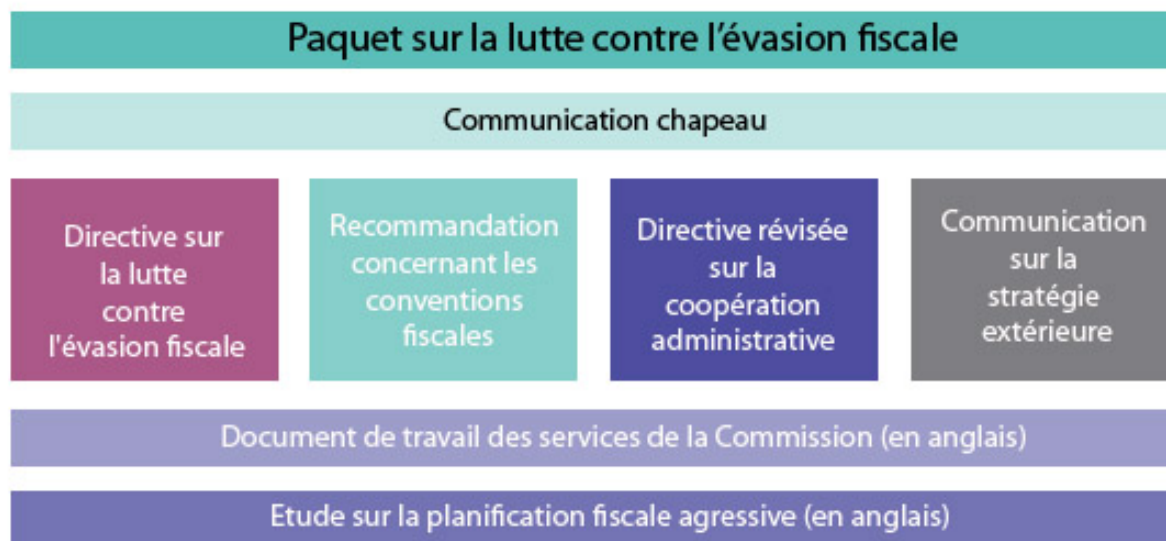 Paquet sur la lutte contre l'évasion fiscale
Communication chapeau
Directive sur
la lutte
contre
l'évasion fiscale
Recommandation
concernant les
conventions
fiscales
Directive révisée
sur la
coopération
administrative
Communication
sur la
stratégie
extérieure
Document de travail des services de la Commission (en anglais)
Etude sur la planification fiscale agressive (en anglais)